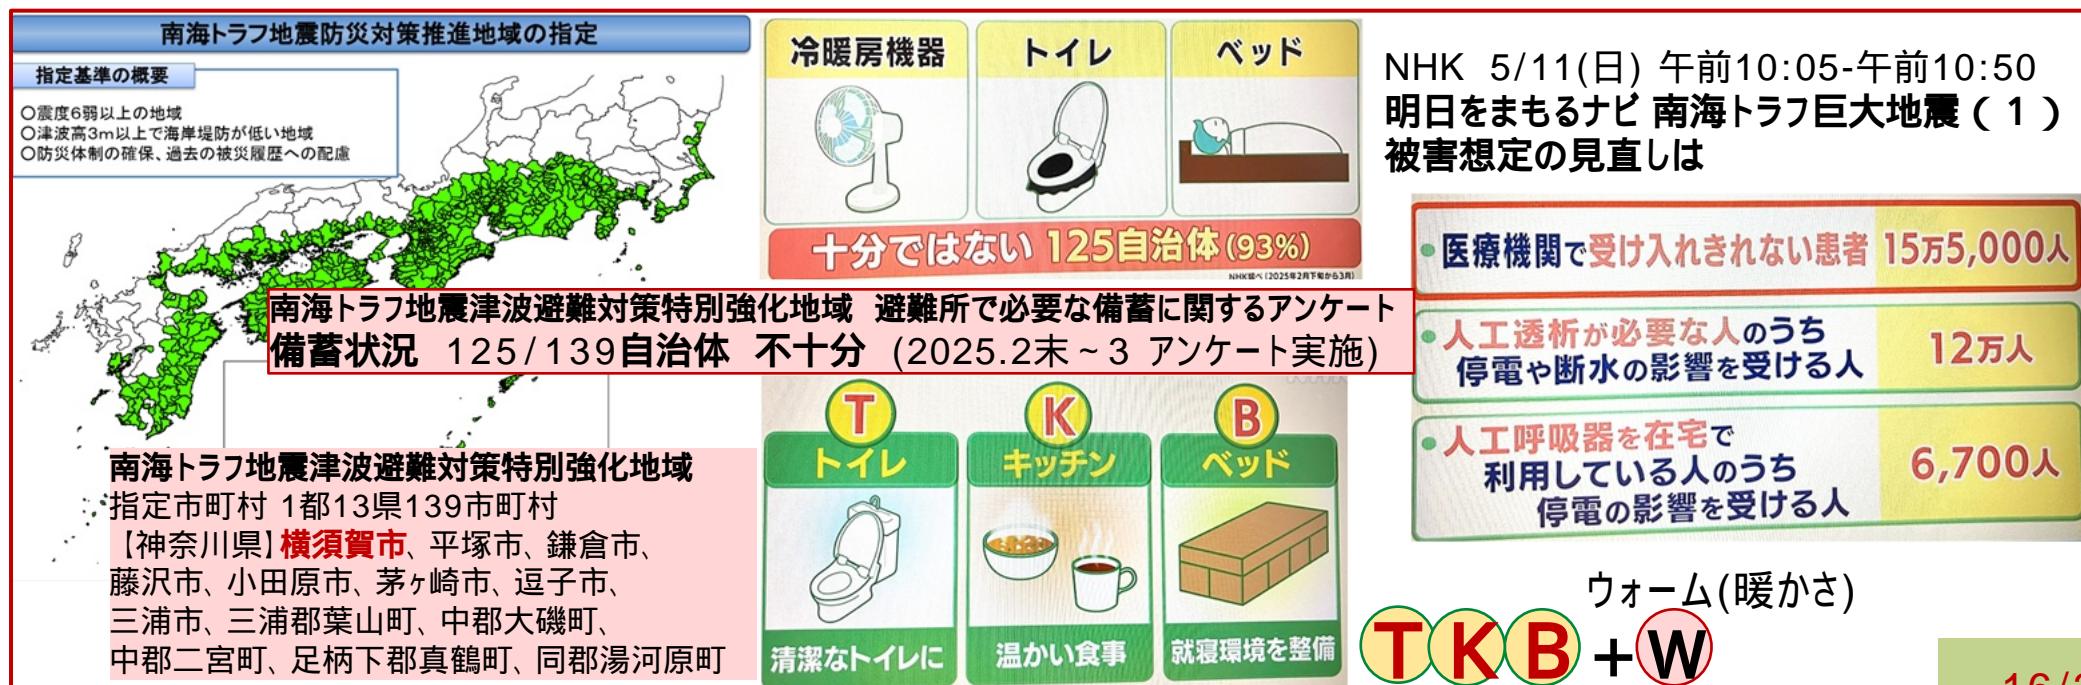 南海トラフ地震防災対策推進地域の指定
指定基準の概要
○震度6弱以上の地域
○津波高3m以上で海岸堤防が低い地域
○防災体制の確保、過去の被災履歴への配慮
冷暖房機器
トイレ
ベッド
十分ではない 125自治体(93%)
NHK調べ(2025年2月下旬から3月)
NHK 5/11(日) 午前10:05-午前10:50
明日をまもるナビ 南海トラフ巨大地震(1)
被害想定の見直しは
●医療機関で受け入れきれない患者 15万5,000人
●人工透析が必要な人のうち
停電や断水の影響を受ける人 12万人
●人工呼吸器を在宅で
利用している人のうち
停電の影響を受ける人 6,700人
南海トラフ地震津波避難対策特別強化地域 避難所で必要な備蓄に関するアンケート
備蓄状況 125/139自治体 不十分 (2025.2末~3 アンケート実施)
南海トラフ地震津波避難対策特別強化地域
指定市町村 1都13県139市町村
【神奈川県】横須賀市、平塚市、鎌倉市、
藤沢市、小田原市、茅ヶ崎市、逗子市、
三浦市、三浦郡葉山町、中郡大磯町、
中郡二宮町、足柄下郡真鶴町、同郡湯河原町
T
トイレ
清潔なトイレに
K
キッチン
温かい食事
B
ベッド
就寝環境を整備
ウォーム(暖かさ)
TKB+W